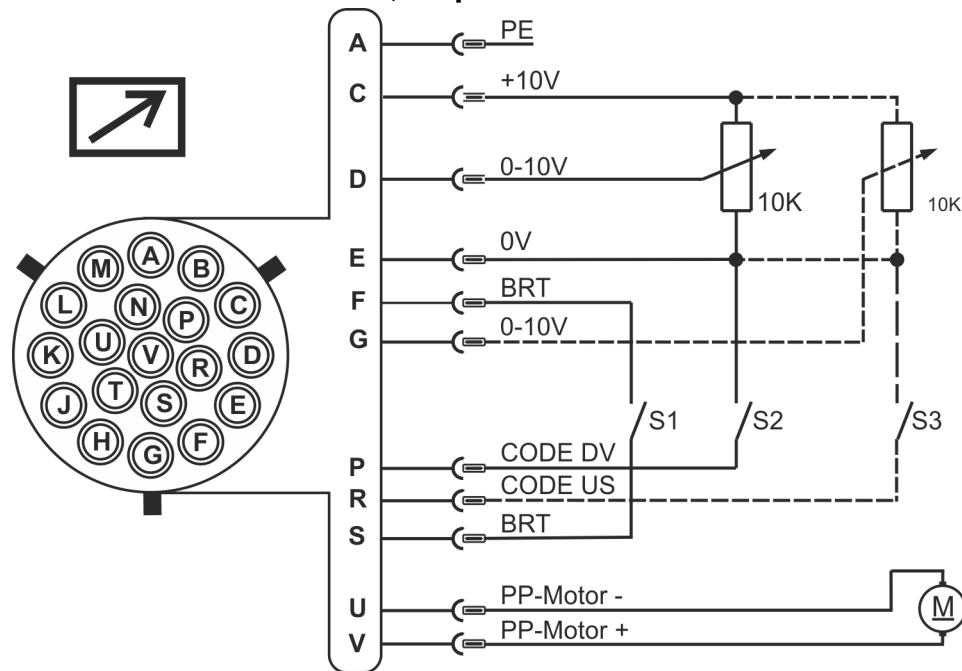 A PE
C +10V
D 0-10V
10K
10K
E 0V
F BRT
G 0-10V
S1
S2
S3
P CODE DV
R CODE US
S BRT
U PP-Motor -
V PP-Motor +
M
A
B
M
L
N
P
C
K
U
V
R
D
J
T
S
E
H
G
F